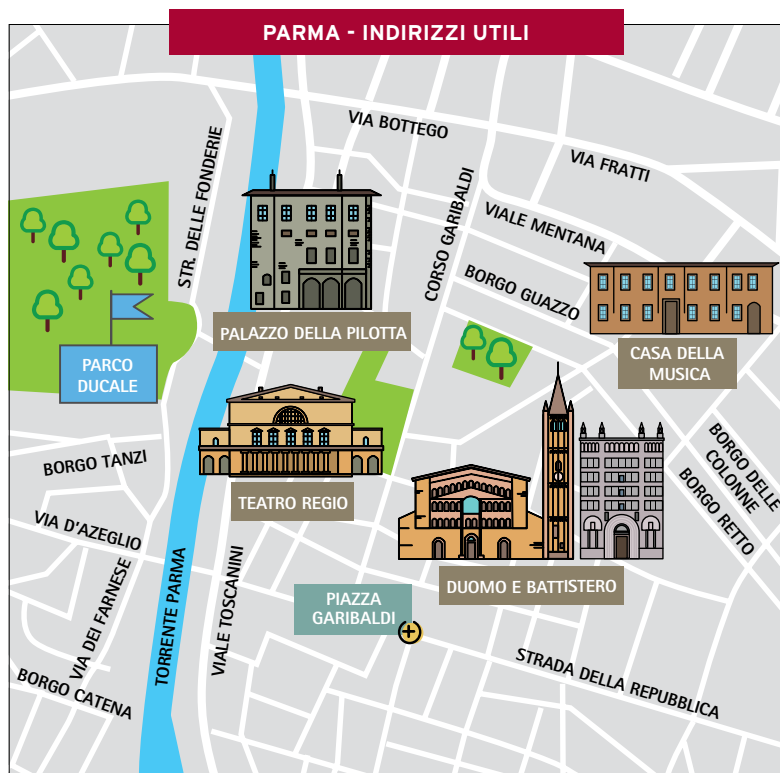 PARMA - INDIRIZZI UTILI
VIA BOTTEGO
VIA FRATTI
STR. DELLE FONDERIE
CORSO GARIBALDI
VIALE MENTANA
BORGO GUAZZO
PALAZZO DELLA PILOTTA
CASA DELLA
MUSICA
PARCO
DUCALE
BORGO TANZI
TEATRO REGIO
BORGO DELLE
COLONNE
BORGO RETTO
VIA D'AZEGLIO
VIA DEI FARNESE
TORRENTE PARMA
VIALE TOSCANINI
DUOMO E BATTISTERO
PIAZZA
GARIBALDI
STRADA DELLA REPUBBLICA
BORGO CATENA